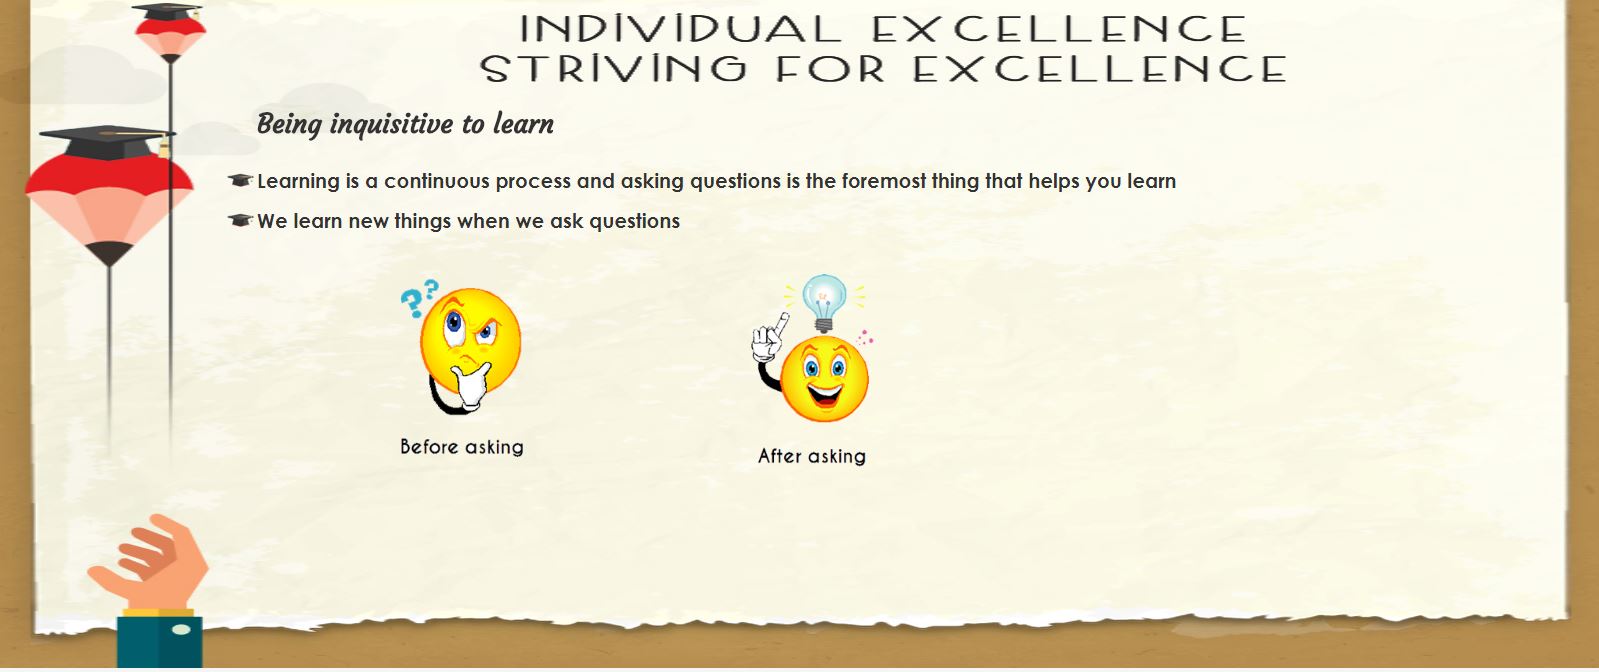 INDIVIDUAL EXCELLENCE
STRIVING FOR EXCELLENCE
Being inquisitive to learn
Learning is a continuous process and asking questions is the foremost thing that helps you learn
We learn new things when we ask questions
??
Before asking
After asking